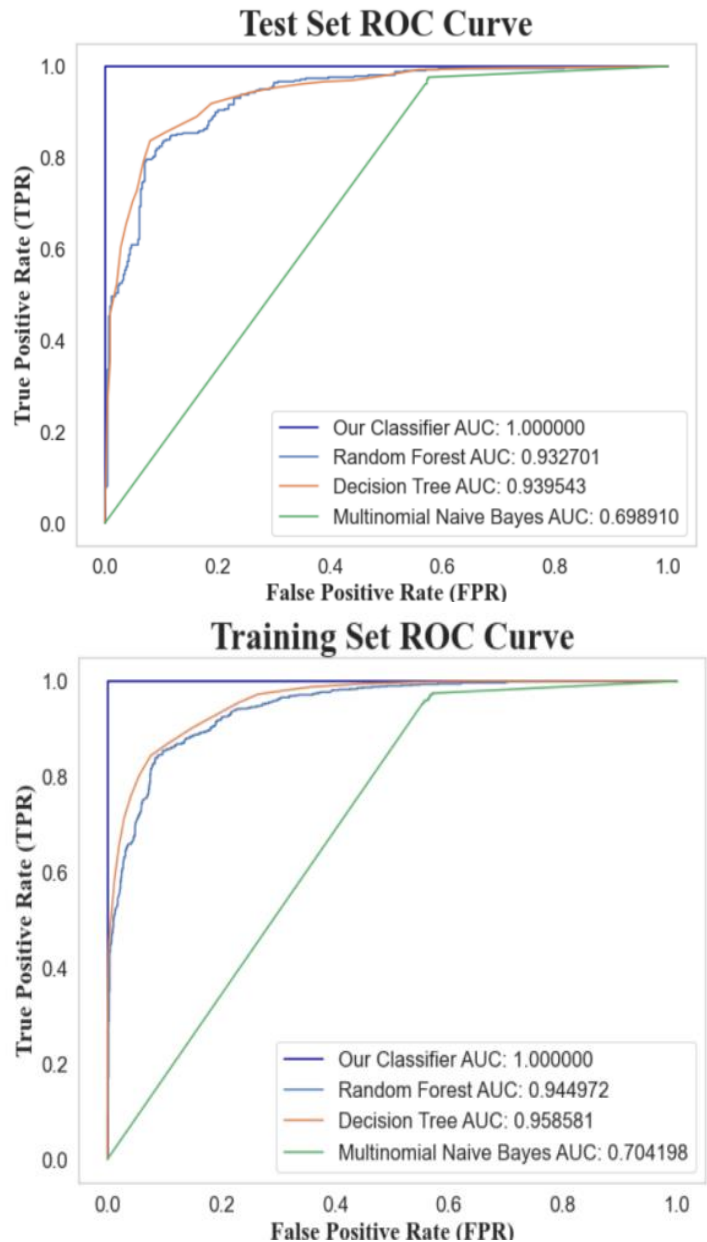 Test Set ROC Curve
1.0
0.8
0.6
0.4
0.2
0.0
True Positive Rate (TPR)
Our Classifier AUC: 1.000000
Random Forest AUC: 0.932701
Decision Tree AUC: 0.939543
Multinomial Naive Bayes AUC: 0.698910
0.0 0.2 0.4 0.6 0.8 1.0
False Positive Rate (FPR)
Training Set ROC Curve
1.0
0.8
0.6
0.4
0.2
0.0
True Positive Rate (TPR)
Our Classifier AUC: 1.000000
Random Forest AUC: 0.944972
Decision Tree AUC: 0.958581
Multinomial Naive Bayes AUC: 0.704198
0.0 0.2 0.4 0.6 0.8 1.0
False Positive Rate (FPR)